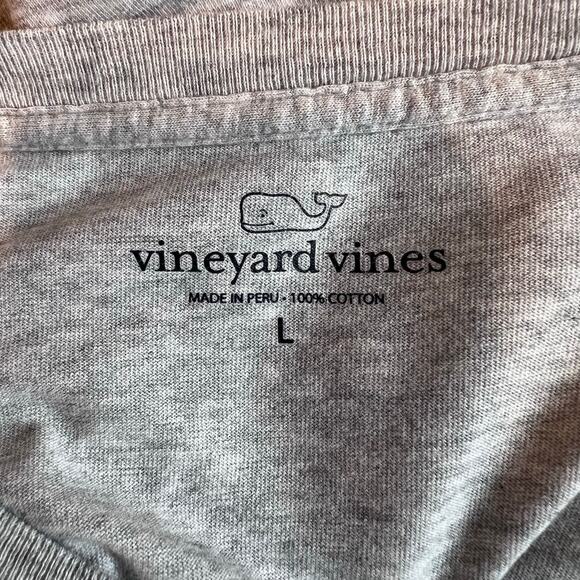 vineyard vines
MADE IN PERU - 100% COTTON
L